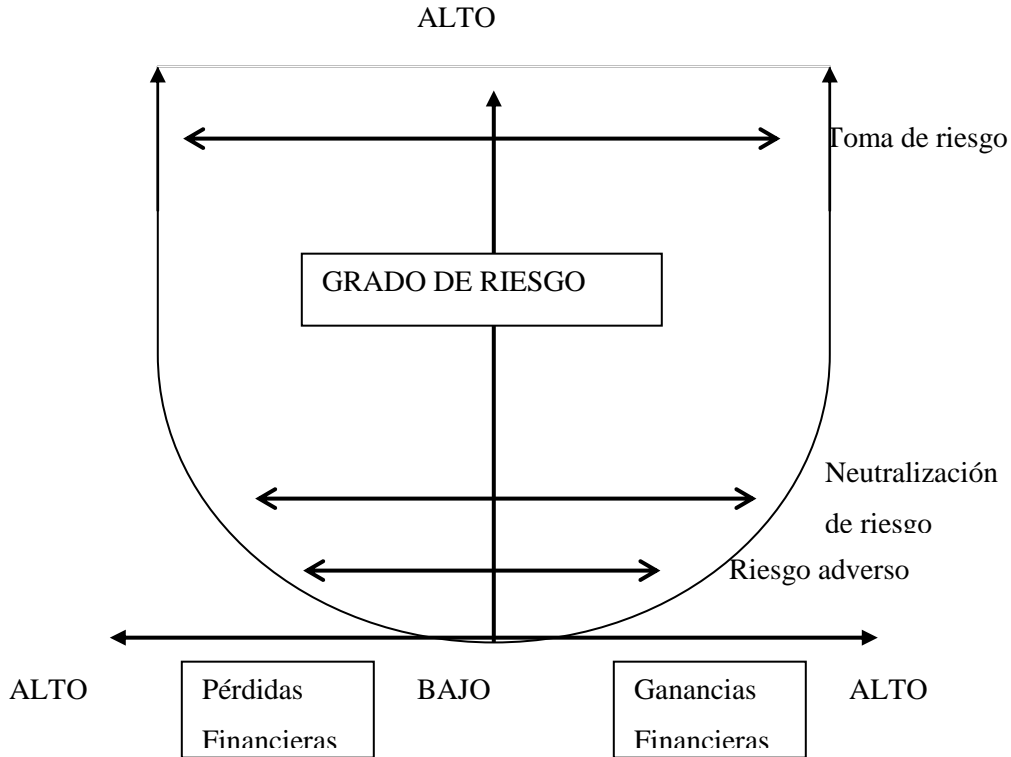 ALTO
Toma de riesgo
GRADO DE RIESGO
Neutralización
de riesgo
Riesgo adverso
ALTO
Pérdidas
Financieras
BAJO
Ganancias
Financieras
ALTO